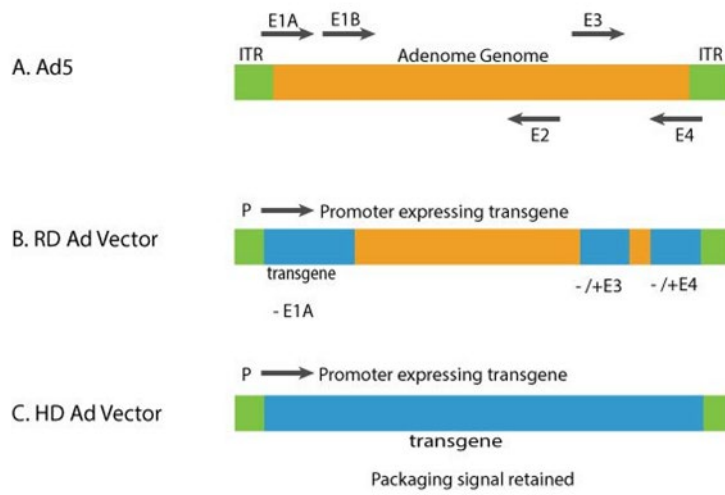 E1A E1B E3
ITR Adenome Genome ITR
A. Ad5
E2 E4
P Promoter expressing transgene
B. RD Ad Vector
transgene
- /+E3 - /+E4
- E1A
P Promoter expressing transgene
C. HD Ad Vector
transgene
Packaging signal retained